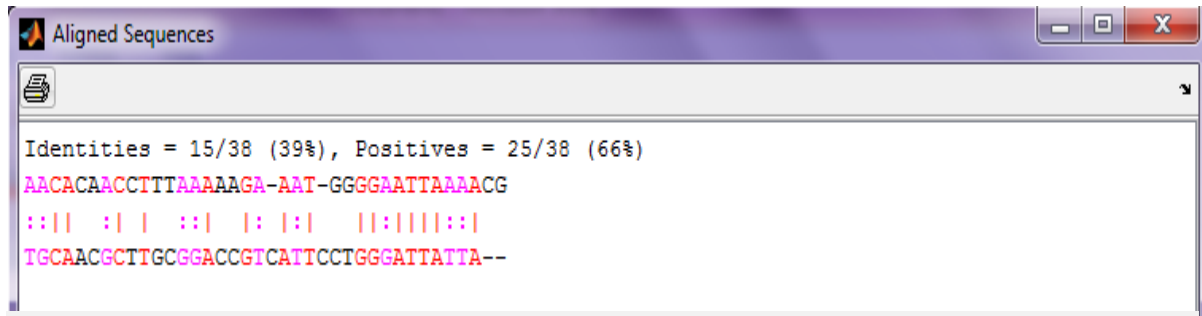 Aligned Sequences
Identities = 15/38 (39%), Positives = 25/38 (66%)
AACACAACCTTTAAAAAGA-AAT-GGGGAATTAAAACG
::||  :| |  ::|  |: |:|   ||:||||::|
TGCAACGCTTGCGGACCGTCATTCCTGGGATTATTA--